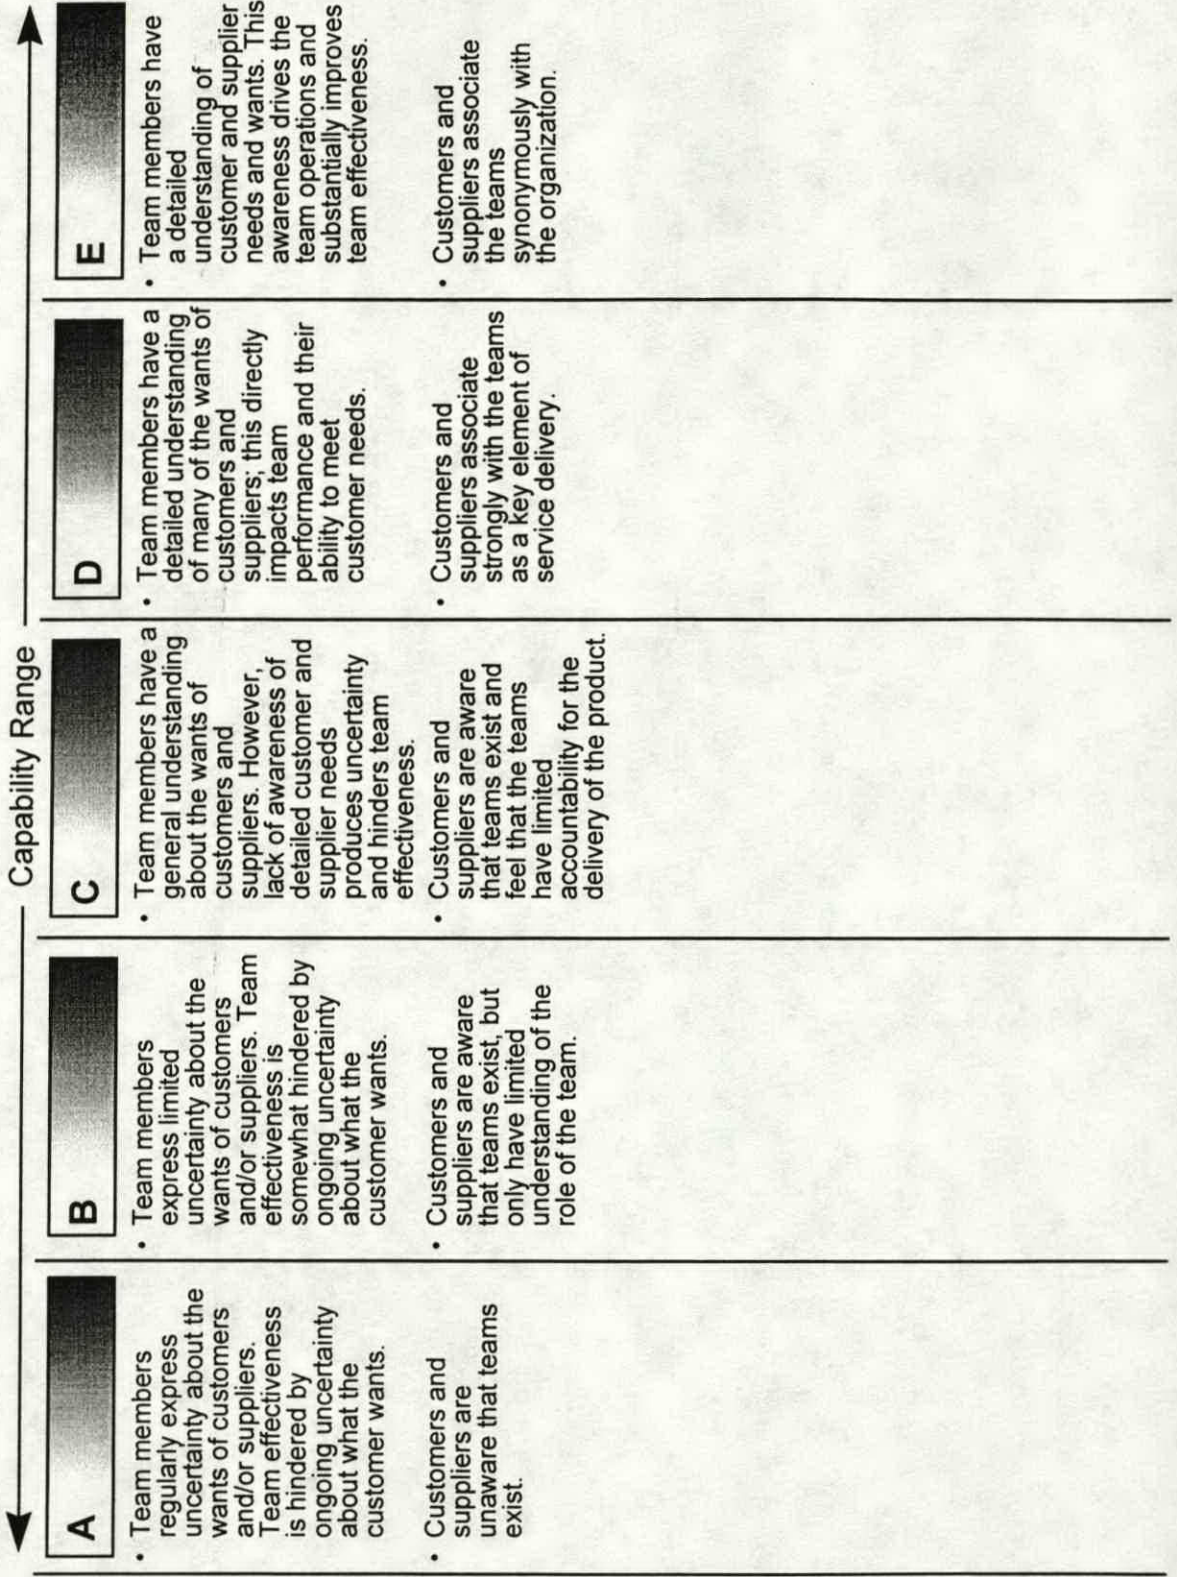 Capability Range
A
• Team members
regularly express
uncertainty about the
wants of customers
and/or suppliers.
Team effectiveness
is hindered by
ongoing uncertainty
about what the
customer wants.
• Customers and
suppliers are
unaware that teams
exist.
B
• Team members
express limited
uncertainty about the
wants of customers
and/or suppliers. Team
effectiveness is
somewhat hindered by
ongoing uncertainty
about what the
customer wants.
• Customers and
suppliers are aware
that teams exist, but
only have limited
understanding of the
role of the team.
C
• Team members have a
general understanding
about the wants of
customers and
suppliers. However,
lack of awareness of
detailed customer and
supplier needs
produces uncertainty
and hinders team
effectiveness.
• Customers and
suppliers are aware
that teams exist and
feel that the teams
have limited
accountability for the
delivery of the product.
D
• Team members have a
detailed understanding
of many of the wants of
customers and
suppliers; this directly
impacts team
performance and their
ability to meet
customer needs.
• Customers and
suppliers associate
strongly with the teams
as a key element of
service delivery.
E
• Team members have
a detailed
understanding of
customer and supplier
needs and wants. This
awareness drives the
team operations and
substantially improves
team effectiveness.
• Customers and
suppliers associate
the teams
synonymously with
the organization.